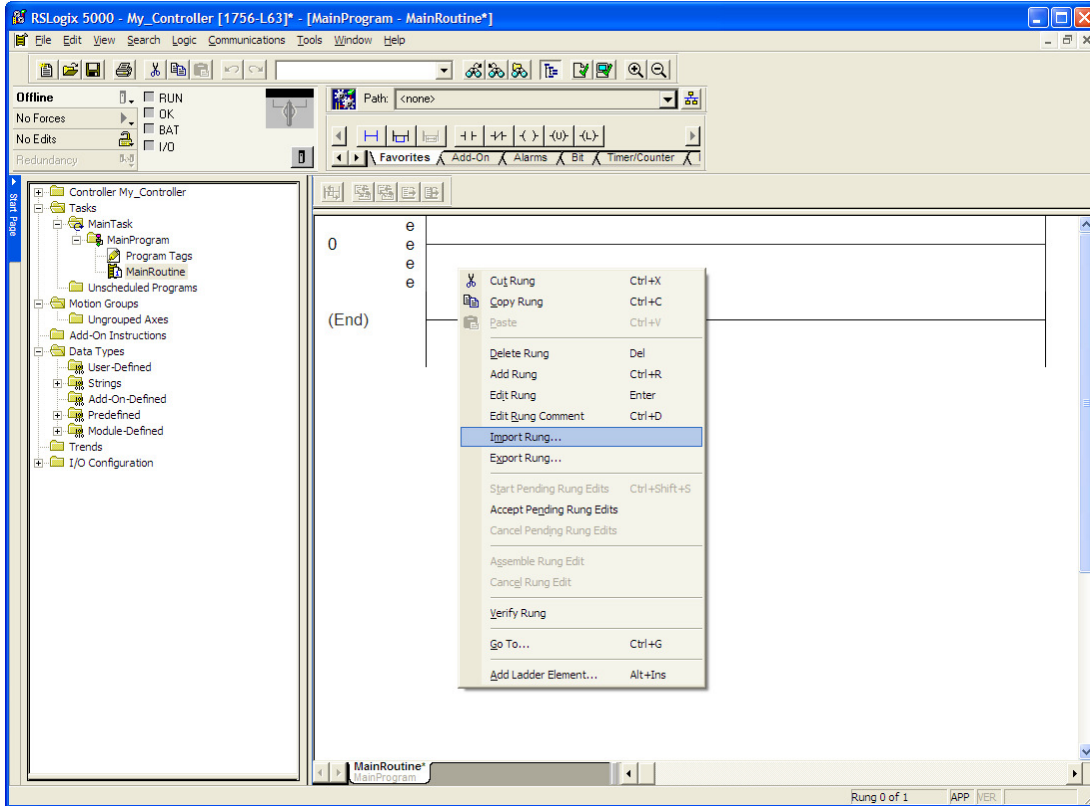 RSLogix 5000 - My_Controller [1756-L63]* - [MainProgram - MainRoutine*]
File Edit View Search Logic Communications Tools Window Help
Offline
RUN
No Forces
OK
No Edits
BAT
Redundancy
I/O
Path: <none>
Favorites Add-On Alarms Bit Timer/Counter
Start Page
Controller My_Controller
Tasks
MainTask
MainProgram
Program Tags
MainRoutine
Unscheduled Programs
Motion Groups
Ungrouped Axes
Add-On Instructions
Data Types
User-Defined
Strings
Add-On-Defined
Predefined
Module-Defined
Trends
I/O Configuration
e
0 e
e
e
(End)
Cut Rung Ctrl+X
Copy Rung Ctrl+C
Paste Ctrl+V
Delete Rung Del
Add Rung Ctrl+R
Edit Rung Enter
Edit Rung Comment Ctrl+D
Import Rung...
Export Rung...
Start Pending Rung Edits Ctrl+Shift+S
Accept Pending Rung Edits
Cancel Pending Rung Edits
Assemble Rung Edit
Cancel Rung Edit
Verify Rung
Go To... Ctrl+G
Add Ladder Element... Alt+Ins
MainRoutine*
MainProgram
Rung 0 of 1 APP VER